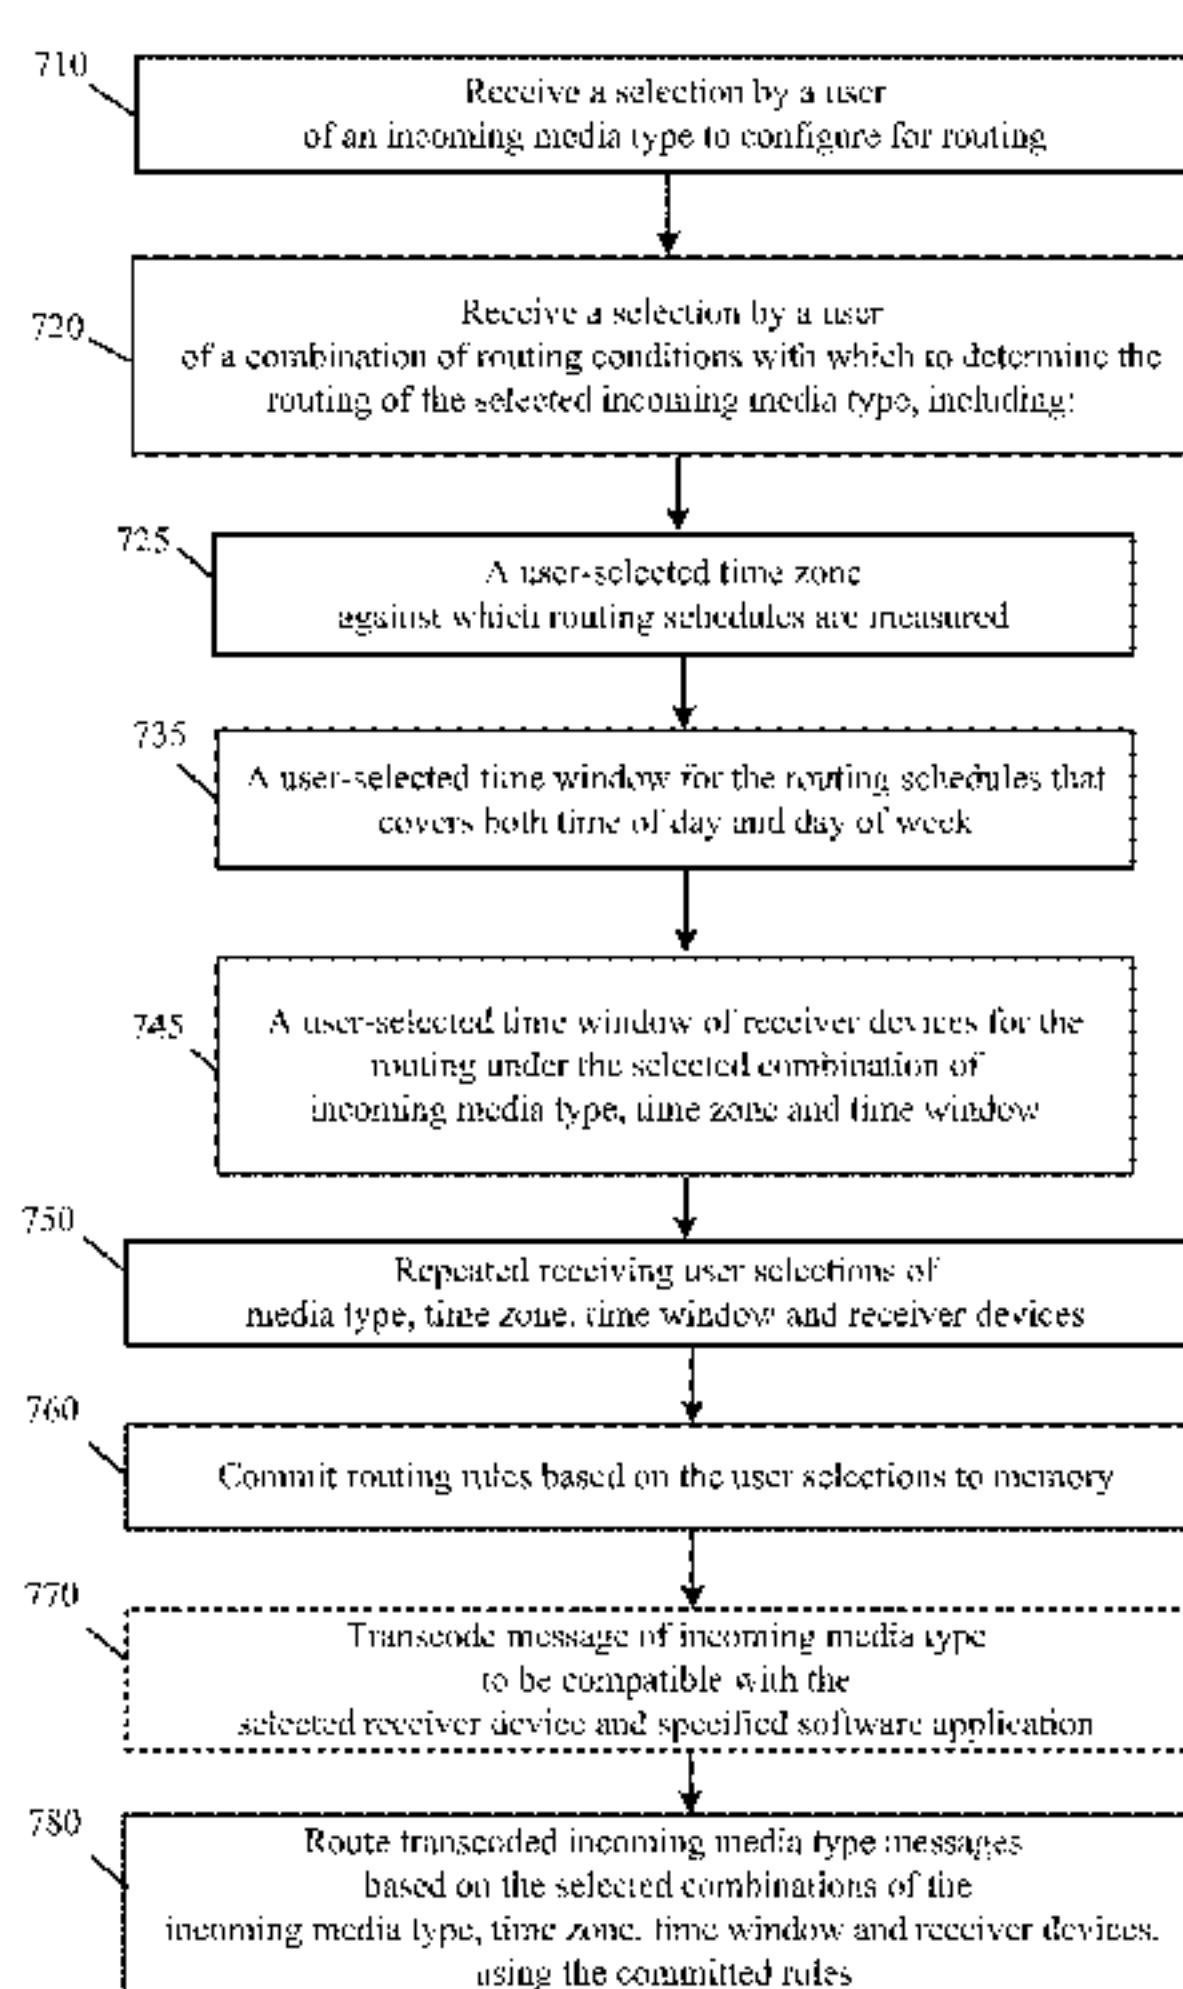 710
Receive a selection by a user
of an incoming media type to configure for routing
720
Receive a selection by a user
of a combination of routing conditions with which to determine the
routing of the selected incoming media type, including:
725
A user-selected time zone
against which routing schedules are measured
735
A user-selected time window for the routing schedules that
covers both time of day and day of week
745
A user-selected time window of receiver devices for the
routing under the selected combination of
incoming media type, time zone and time window
750
Repeated receiving user selections of
media type, time zone, time window and receiver devices
760
Commit routing rules based on the user selections to memory
770
Transcode message of incoming media type
to be compatible with the
selected receiver device and specified software application
780
Route transcoded incoming media type messages
based on the selected combinations of the
incoming media type, time zone, time window and receiver devices,
using the committed rules